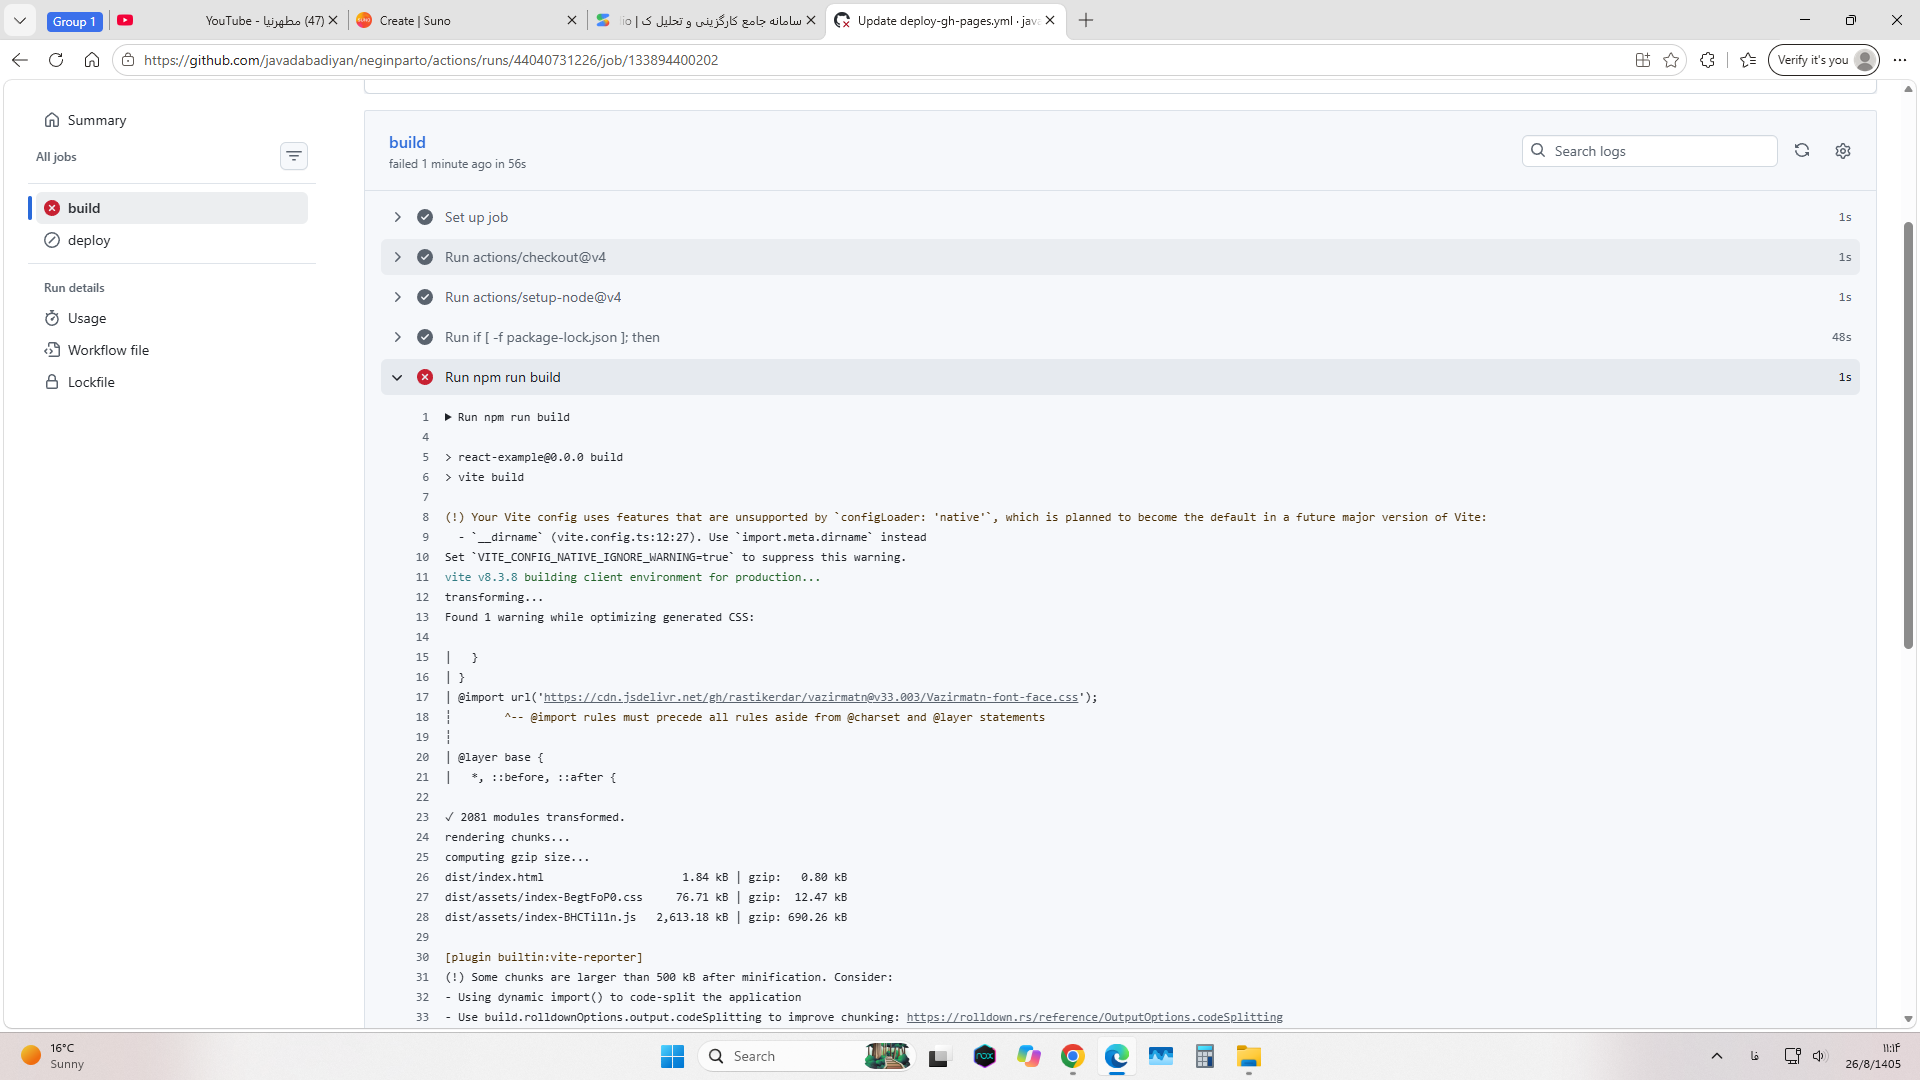 Group 1
(47) مطهرنیا - YouTube
Create | Suno
سامانه جامع کارگزینی و تحلیل ک | io
Update deploy-gh-pages.yml · java
https://github.com/javadabadiyan/neginparto/actions/runs/44040731226/job/133894400202
Verify it's you
Summary
All jobs
build
deploy
Run details
Usage
Workflow file
Lockfile
build
failed 1 minute ago in 56s
Search logs
Set up job 1s
Run actions/checkout@v4 1s
Run actions/setup-node@v4 1s
Run if [ -f package-lock.json ]; then 48s
Run npm run build 1s
1 ▶ Run npm run build
4
5 > react-example@0.0.0 build
6 > vite build
7
8 (!) Your Vite config uses features that are unsupported by `configLoader: 'native'`, which is planned to become the default in a future major version of Vite:
9 - `__dirname` (vite.config.ts:12:27). Use `import.meta.dirname` instead
10 Set `VITE_CONFIG_NATIVE_IGNORE_WARNING=true` to suppress this warning.
11 vite v8.3.8 building client environment for production...
12 transforming...
13 Found 1 warning while optimizing generated CSS:
14
15 │ }
16 │ }
17 │ @import url('https://cdn.jsdelivr.net/gh/rastikerdar/vazirmatn@v33.003/Vazirmatn-font-face.css');
18 ┆ ^-- @import rules must precede all rules aside from @charset and @layer statements
19 ┆
20 │ @layer base {
21 │ *, ::before, ::after {
22
23 ✓ 2081 modules transformed.
24 rendering chunks...
25 computing gzip size...
26 dist/index.html 1.84 kB │ gzip: 0.80 kB
27 dist/assets/index-BegtFoP0.css 76.71 kB │ gzip: 12.47 kB
28 dist/assets/index-BHCTil1n.js 2,613.18 kB │ gzip: 690.26 kB
29
30 [plugin builtin:vite-reporter]
31 (!) Some chunks are larger than 500 kB after minification. Consider:
32 - Using dynamic import() to code-split the application
33 - Use build.rolldownOptions.output.codeSplitting to improve chunking: https://rolldown.rs/reference/OutputOptions.codeSplitting
16°C
Sunny
Search
فا
۱۱:۱۴
26/8/1405